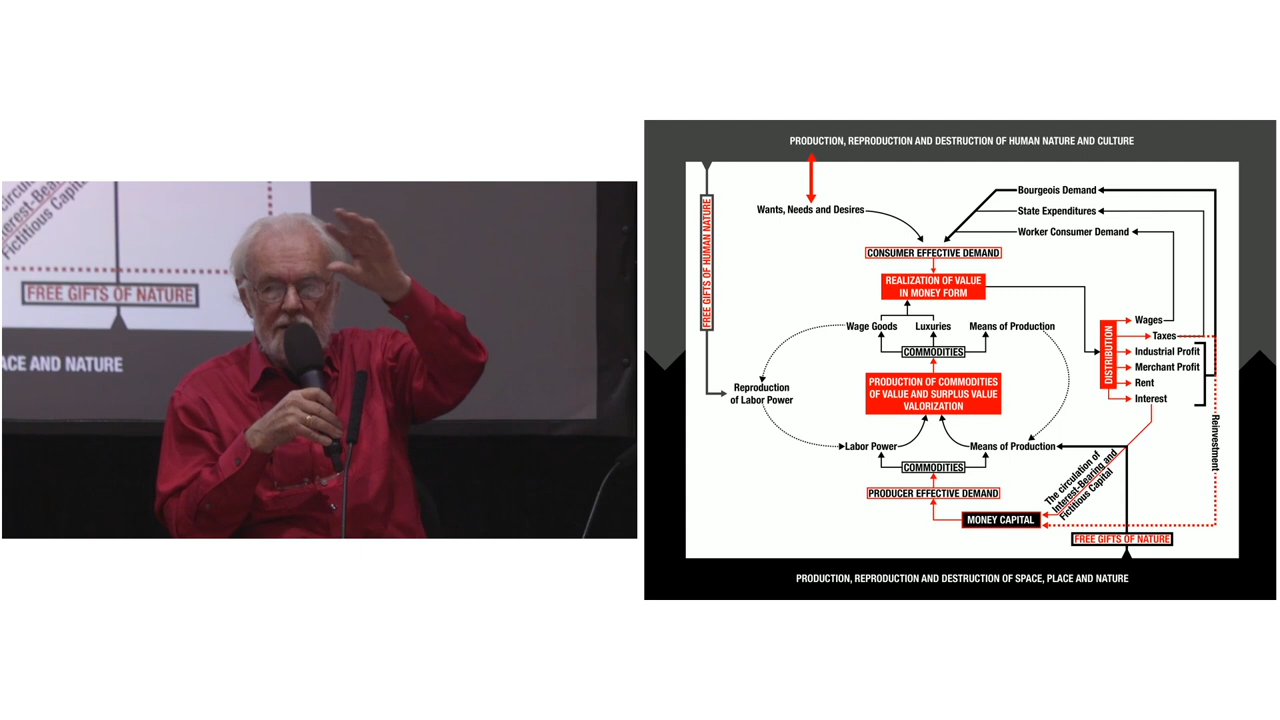 Fictitious Capital
FREE GIFTS OF NATURE
ACE AND NATURE
PRODUCTION, REPRODUCTION AND DESTRUCTION OF HUMAN NATURE AND CULTURE
FREE GIFTS OF HUMAN NATURE
Wants, Needs and Desires
Bourgeois Demand
State Expenditures
Worker Consumer Demand
CONSUMER EFFECTIVE DEMAND
REALIZATION OF VALUE
IN MONEY FORM
Wage Goods
Luxuries
Means of Production
COMMODITIES
DISTRIBUTION
Wages
Taxes
Industrial Profit
Merchant Profit
Rent
Interest
PRODUCTION OF COMMODITIES
OF VALUE AND SURPLUS VALUE
VALORIZATION
Reproduction
of Labor Power
Labor Power
Means of Production
COMMODITIES
PRODUCER EFFECTIVE DEMAND
MONEY CAPITAL
The circulation of
Interest-Bearing and
Fictitious Capital
Reinvestment
FREE GIFTS OF NATURE
PRODUCTION, REPRODUCTION AND DESTRUCTION OF SPACE, PLACE AND NATURE